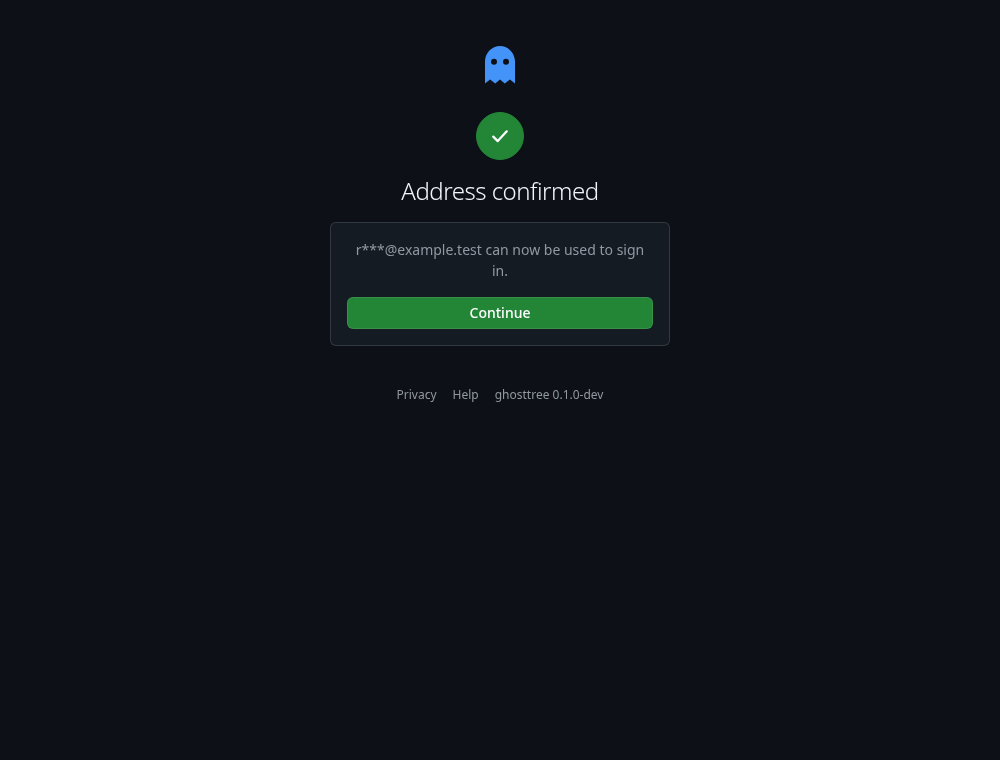 Address confirmed
r***@example.test can now be used to sign
in.
Continue
Privacy Help ghosttree 0.1.0-dev